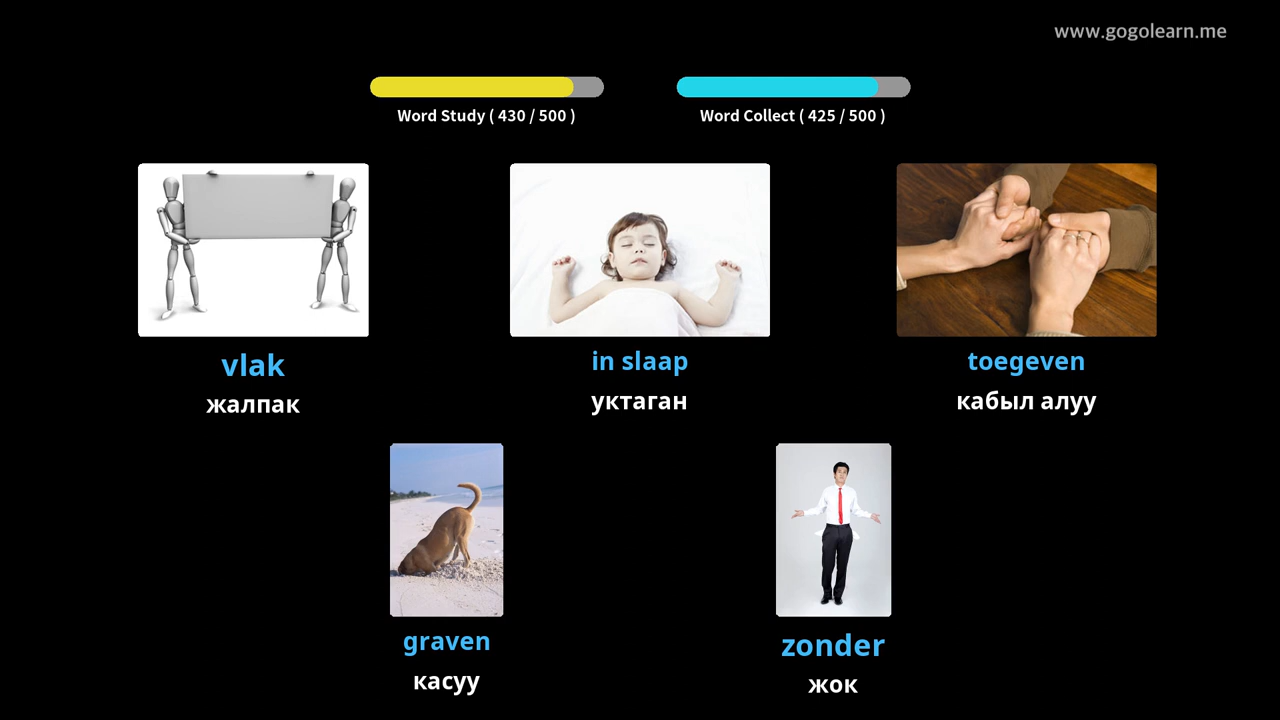 www.gogolearn.me
Word Study ( 430 / 500 )
Word Collect ( 425 / 500 )
vlak
жалпак
in slaap
уктаган
toegeven
кабыл алуу
graven
касуу
zonder
жок